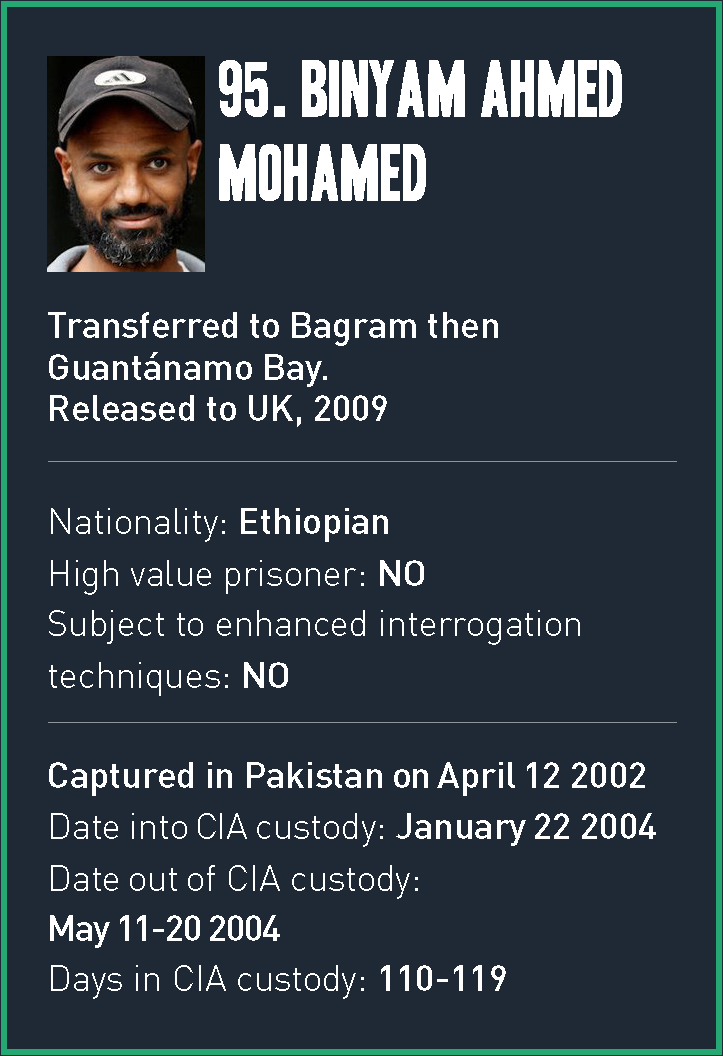 95. BINYAM AHMED
MOHAMED
Transferred to Bagram then
Guantánamo Bay.
Released to UK, 2009
Nationality: Ethiopian
High value prisoner: NO
Subject to enhanced interrogation
techniques: NO
Captured in Pakistan on April 12 2002
Date into CIA custody: January 22 2004
Date out of CIA custody:
May 11-20 2004
Days in CIA custody: 110-119